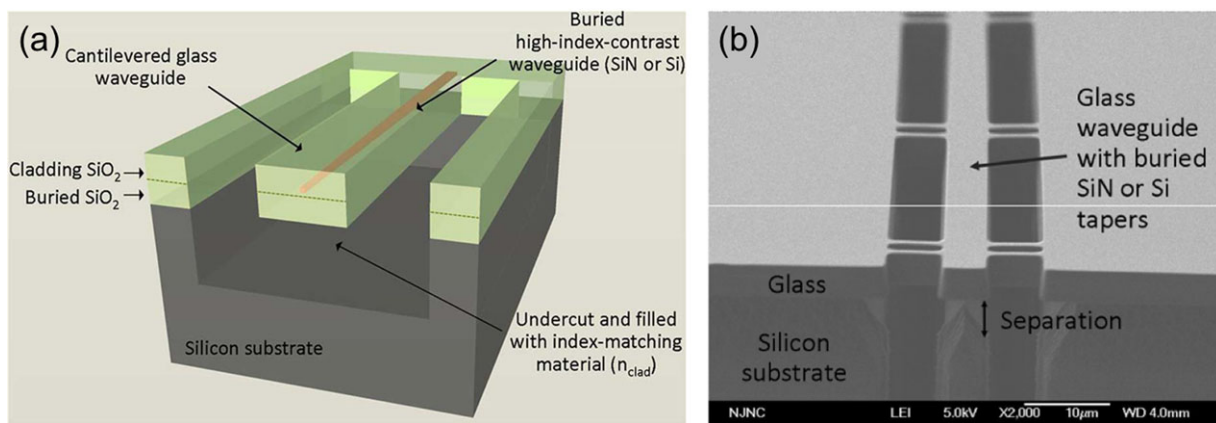 (a)
Buried
high-index-contrast
waveguide (SiN or Si)
Cantilevered glass
waveguide
Cladding SiO₂
Buried SiO₂
Silicon substrate
Undercut and filled
with index-matching
material (n_clad)
(b)
Glass
waveguide
with buried
SiN or Si
tapers
Glass
Separation
Silicon
substrate
NJNC LEI 5.0kV X2,000 10μm WD 4.0mm